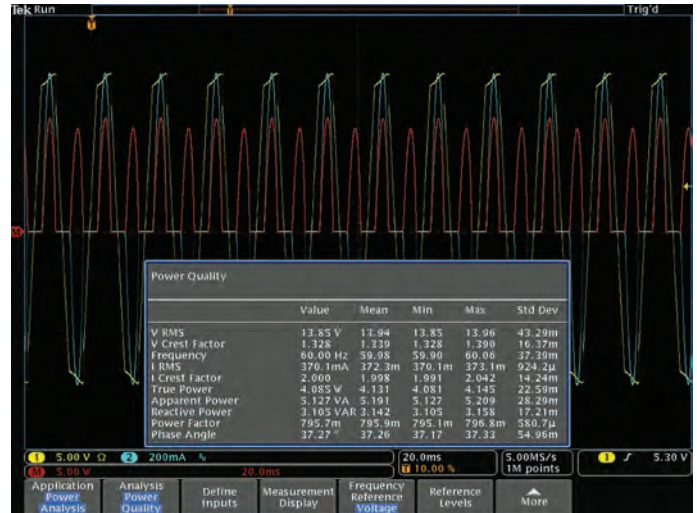 Tek Run Trig'd
T
M
Power Quality
Value Mean Min Max Std Dev
V RMS 13.85 V 13.94 13.85 13.96 43.29m
V Crest Factor 1.328 1.339 1.328 1.390 16.37m
Frequency 60.00 Hz 59.98 59.90 60.06 37.39m
I RMS 370.1mA 372.3m 370.1m 373.1m 924.2µ
I Crest Factor 2.000 1.998 1.991 2.042 14.24m
True Power 4.085 W 4.131 4.081 4.145 22.59m
Apparent Power 5.127 VA 5.191 5.127 5.209 28.29m
Reactive Power 3.105 VAR 3.142 3.105 3.158 17.21m
Power Factor 795.7m 795.9m 795.1m 796.8m 580.7µ
Phase Angle 37.27 ° 37.26 37.17 37.33 54.96m
1 5.00 V Ω 2 200mA 20.0ms 5.00MS/s 1 5.30 V
M 5.00 W 20.0ms T 10.00 % 1M points
Application Power Analysis
Analysis Power Quality
Define Inputs
Measurement Display
Frequency Reference Voltage
Reference Levels
More